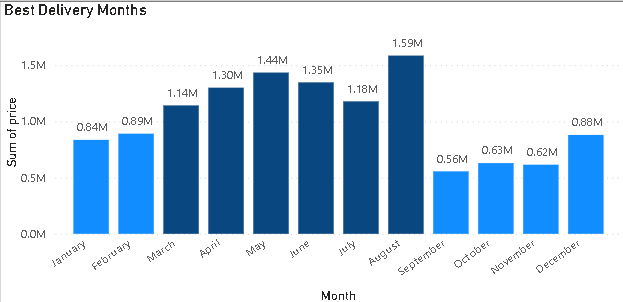 Best Delivery Months
Sum of price
1.5M
1.0M
0.5M
0.0M
0.84M
0.89M
1.14M
1.30M
1.44M
1.35M
1.18M
1.59M
0.56M
0.63M
0.62M
0.88M
January
February
March
April
May
June
July
August
September
October
November
December
Month